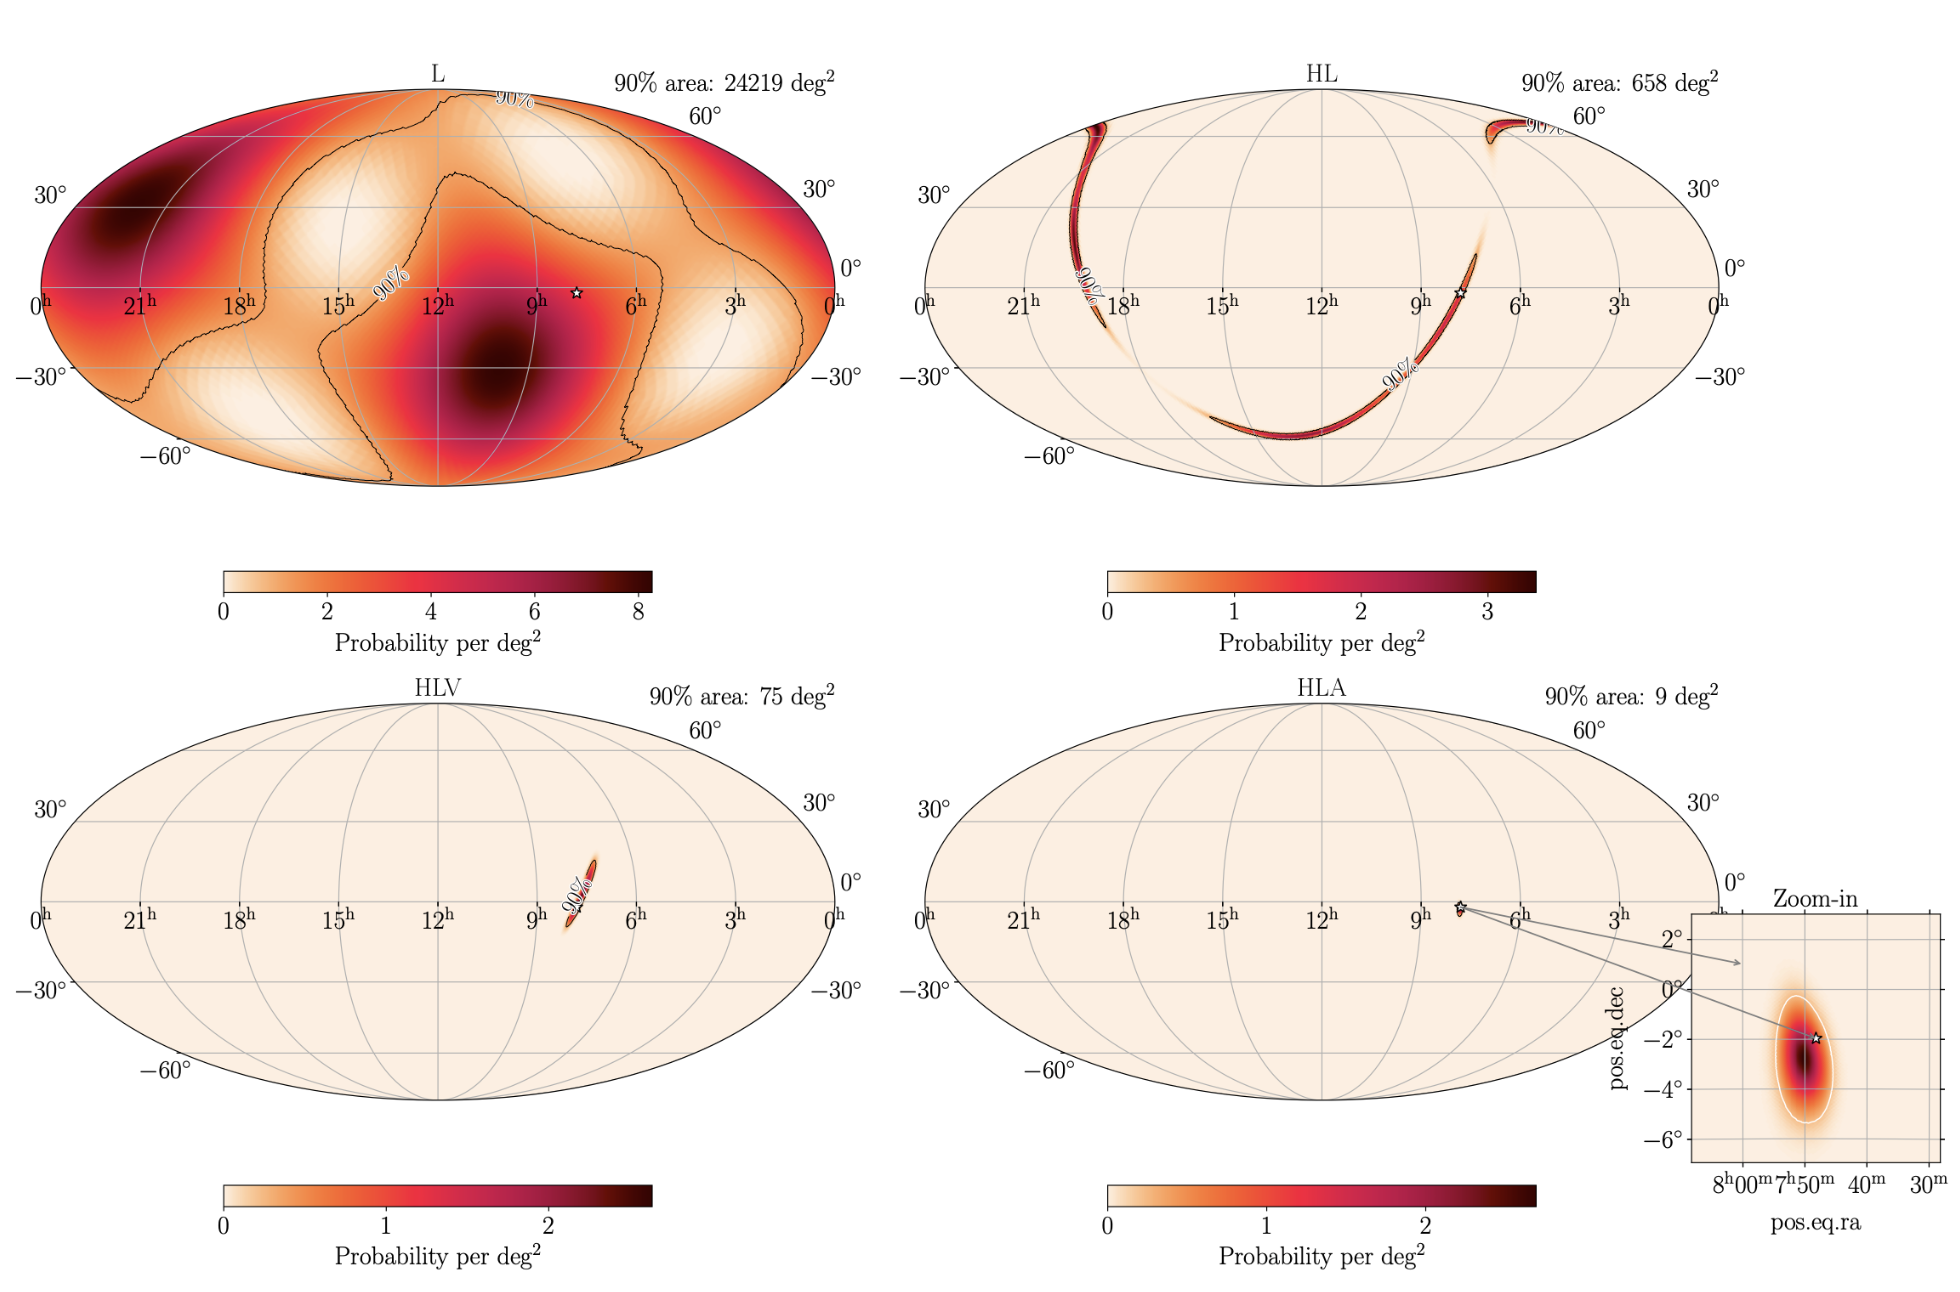 L
90% area: 24219 deg²
60°
90%
30°
30°
90%
0°
0ʰ 21ʰ 18ʰ 15ʰ 12ʰ 9ʰ 6ʰ 3ʰ 0ʰ
−30°
−30°
−60°
0 2 4 6 8
Probability per deg²
HL
90% area: 658 deg²
60°
90%
30°
30°
90%
0°
0ʰ 21ʰ 18ʰ 15ʰ 12ʰ 9ʰ 6ʰ 3ʰ 0ʰ
90%
−30°
−30°
−60°
0 1 2 3
Probability per deg²
HLV
90% area: 75 deg²
60°
30°
30°
90%
0°
0ʰ 21ʰ 18ʰ 15ʰ 12ʰ 9ʰ 6ʰ 3ʰ 0ʰ
−30°
−30°
−60°
0 1 2
Probability per deg²
HLA
90% area: 9 deg²
60°
30°
30°
0°
0ʰ 21ʰ 18ʰ 15ʰ 12ʰ 9ʰ 6ʰ 3ʰ
−30°
−60°
0 1 2
Probability per deg²
Zoom-in
2°
0°
−2°
−4°
−6°
pos.eq.dec
8ʰ00ᵐ 7ʰ50ᵐ 40ᵐ 30ᵐ
pos.eq.ra